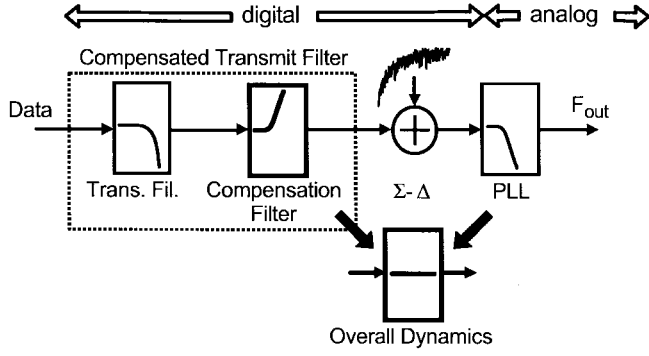 digital
analog
Compensated Transmit Filter
Data
F_out
Trans. Fil.
Compensation
Filter
Σ-Δ
PLL
Overall Dynamics